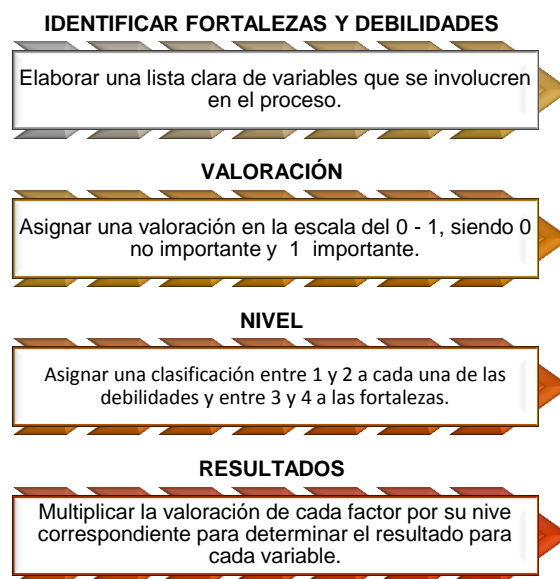 IDENTIFICAR FORTALEZAS Y DEBILIDADES
Elaborar una lista clara de variables que se involucren
en el proceso.
VALORACIÓN
Asignar una valoración en la escala del 0 - 1, siendo 0
no importante y 1 importante.
NIVEL
Asignar una clasificación entre 1 y 2 a cada una de las
debilidades y entre 3 y 4 a las fortalezas.
RESULTADOS
Multiplicar la valoración de cada factor por su nive
correspondiente para determinar el resultado para
cada variable.